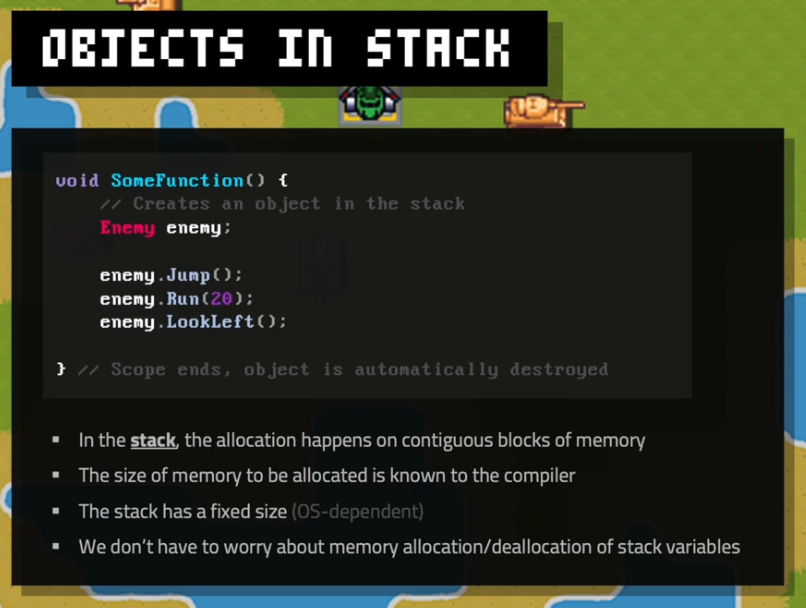 OBJECTS IN STACK
void SomeFunction() {
// Creates an object in the stack
Enemy enemy;
enemy.Jump();
enemy.Run(20);
enemy.LookLeft();
} // Scope ends, object is automatically destroyed
▪ In the stack, the allocation happens on contiguous blocks of memory
▪ The size of memory to be allocated is known to the compiler
▪ The stack has a fixed size (OS-dependent)
▪ We don’t have to worry about memory allocation/deallocation of stack variables